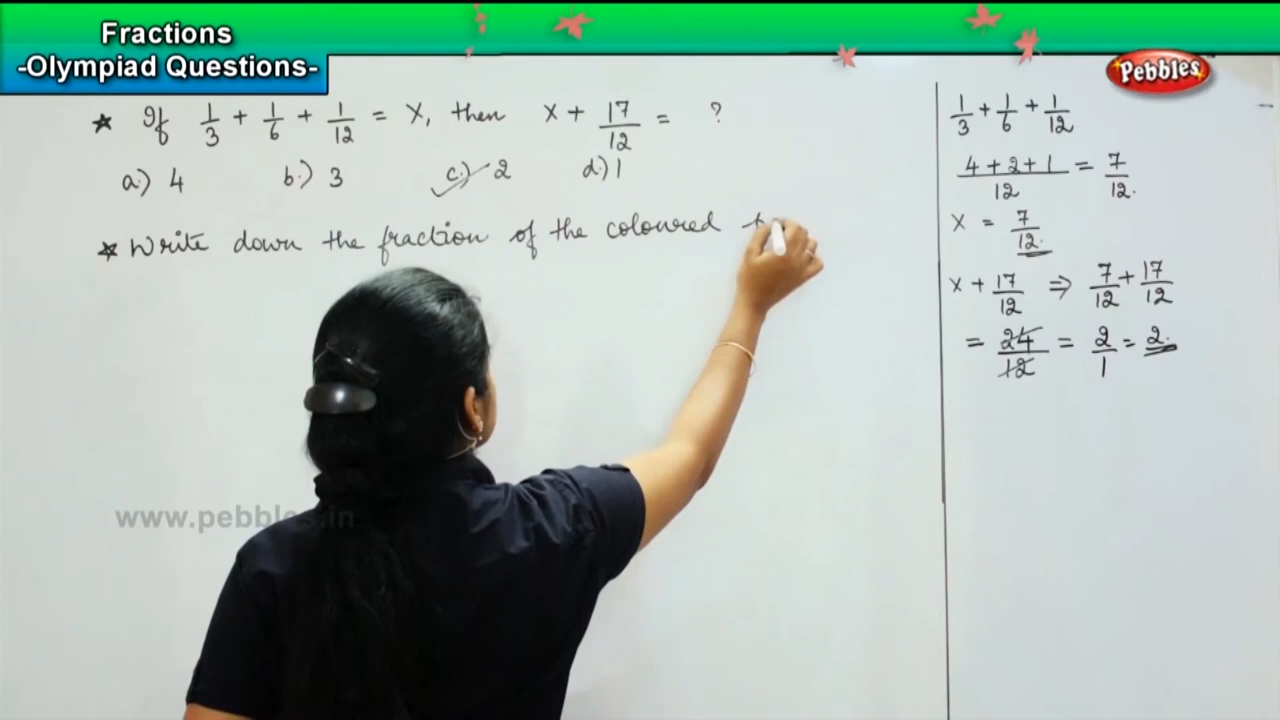 Fractions
-Olympiad Questions-
Pebbles
★ If 1/3 + 1/6 + 1/12 = x, then x + 17/12 = ?
a.) 4 b.) 3 c.) 2 d.) 1
★ Write down the fraction of the coloured
1/3 + 1/6 + 1/12
4+2+1/12 = 7/12.
x = 7/12.
x + 17/12 ⇒ 7/12 + 17/12
= 24/12 = 2/1 = 2.
www.pebbles.in